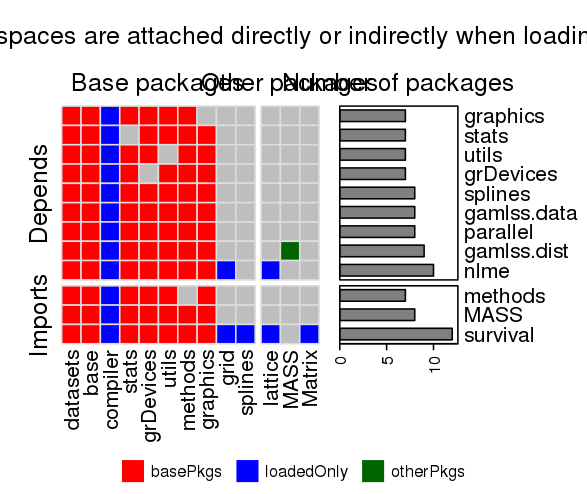 spaces are attached directly or indirectly when loadin
Base packages Other packages Number of packages
Depends
Imports
graphics
stats
utils
grDevices
splines
gamlss.data
parallel
gamlss.dist
nlme
methods
MASS
survival
datasets
base
compiler
stats
grDevices
utils
methods
graphics
grid
splines
lattice
MASS
Matrix
0 5 10
basePkgs loadedOnly otherPkgs